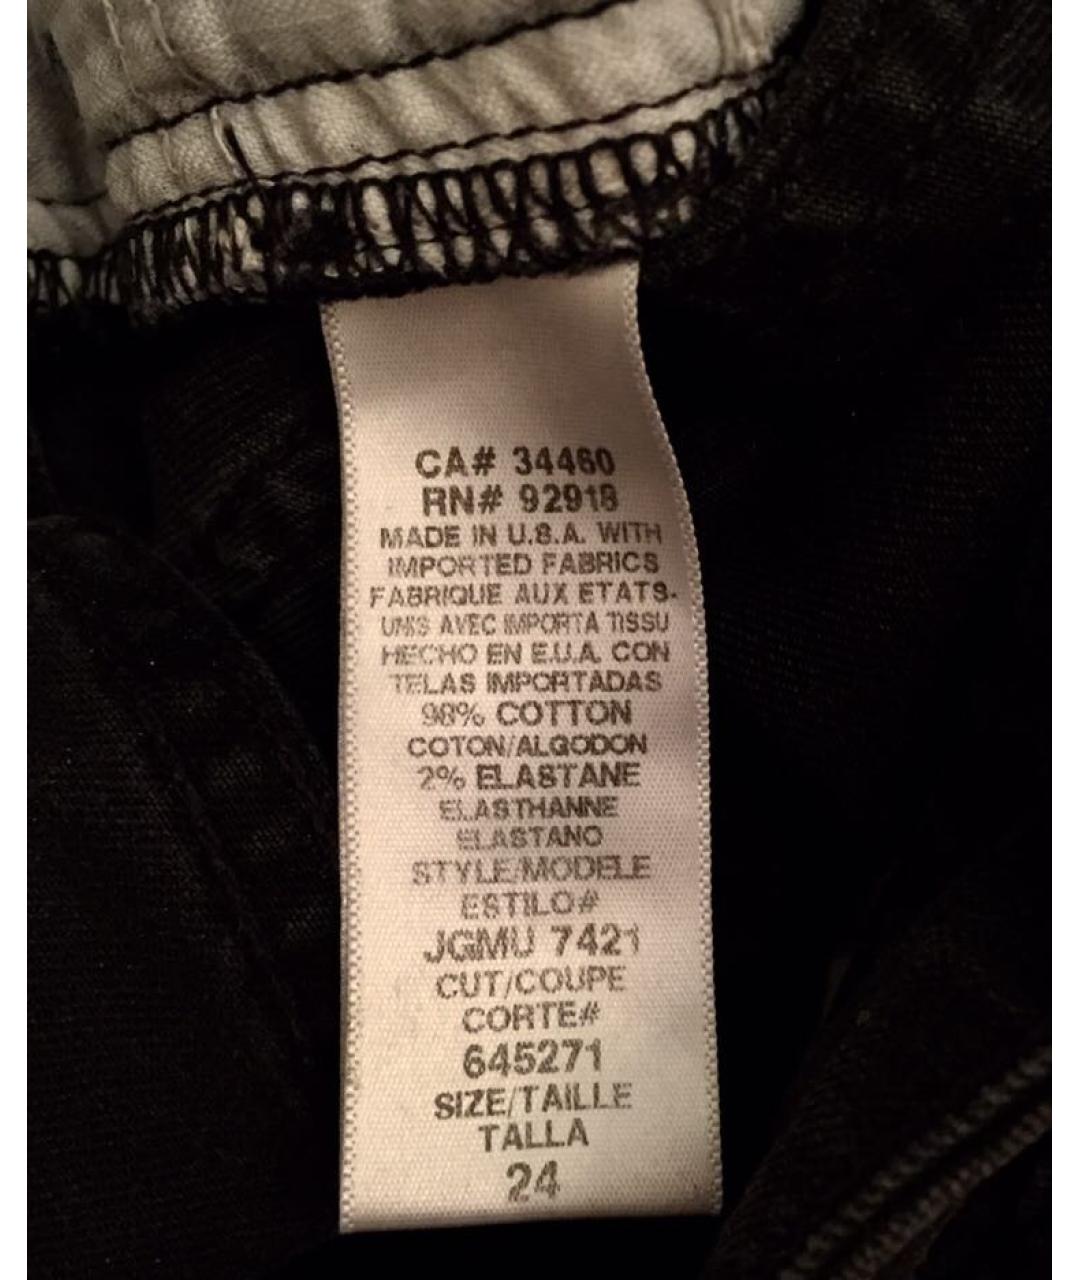 CA# 34460
RN# 92918
MADE IN U.S.A. WITH
IMPORTED FABRICS
FABRIQUE AUX ETATS-
UNIS AVEC IMPORTA TISSU
HECHO EN E.U.A. CON
TELAS IMPORTADAS
98% COTTON
COTON/ALGODON
2% ELASTANE
ELASTHANNE
ELASTANO
STYLE/MODELE
ESTILO#
JGMU 7421
CUT/COUPE
CORTE#
645271
SIZE/TAILLE
TALLA
24